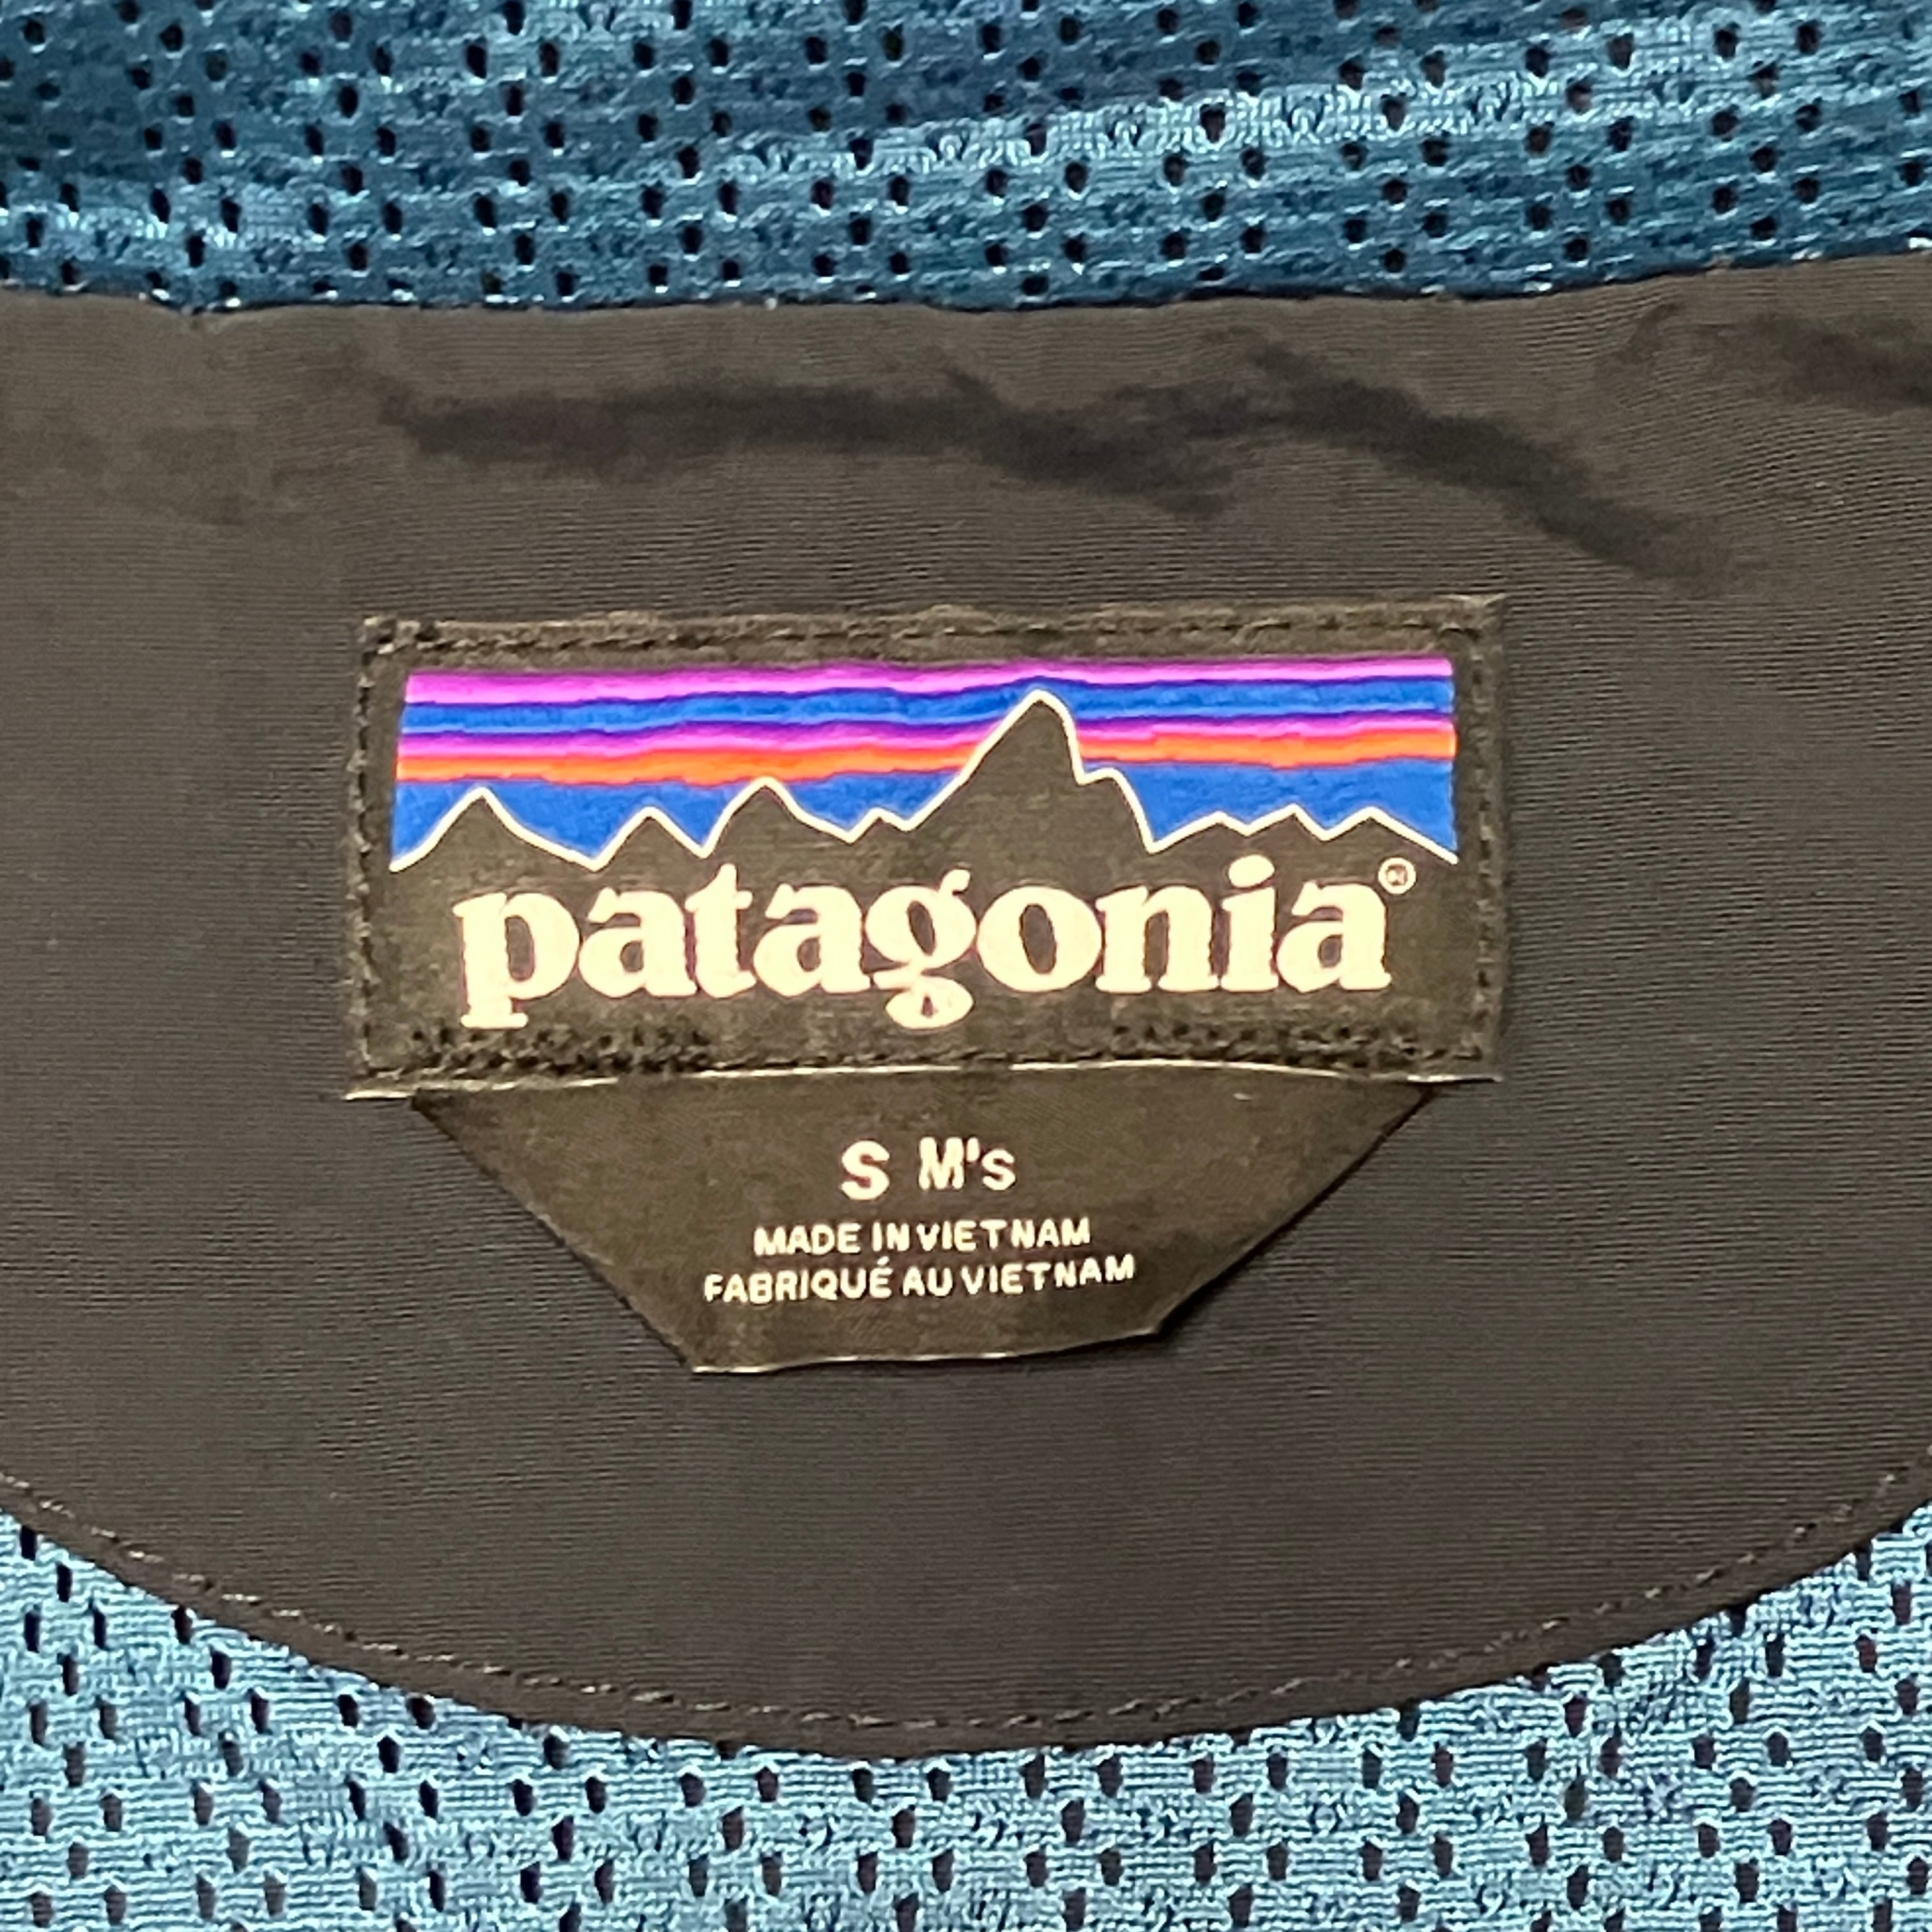 patagonia®
S M's
MADE IN VIETNAM
FABRIQUÉ AU VIETNAM